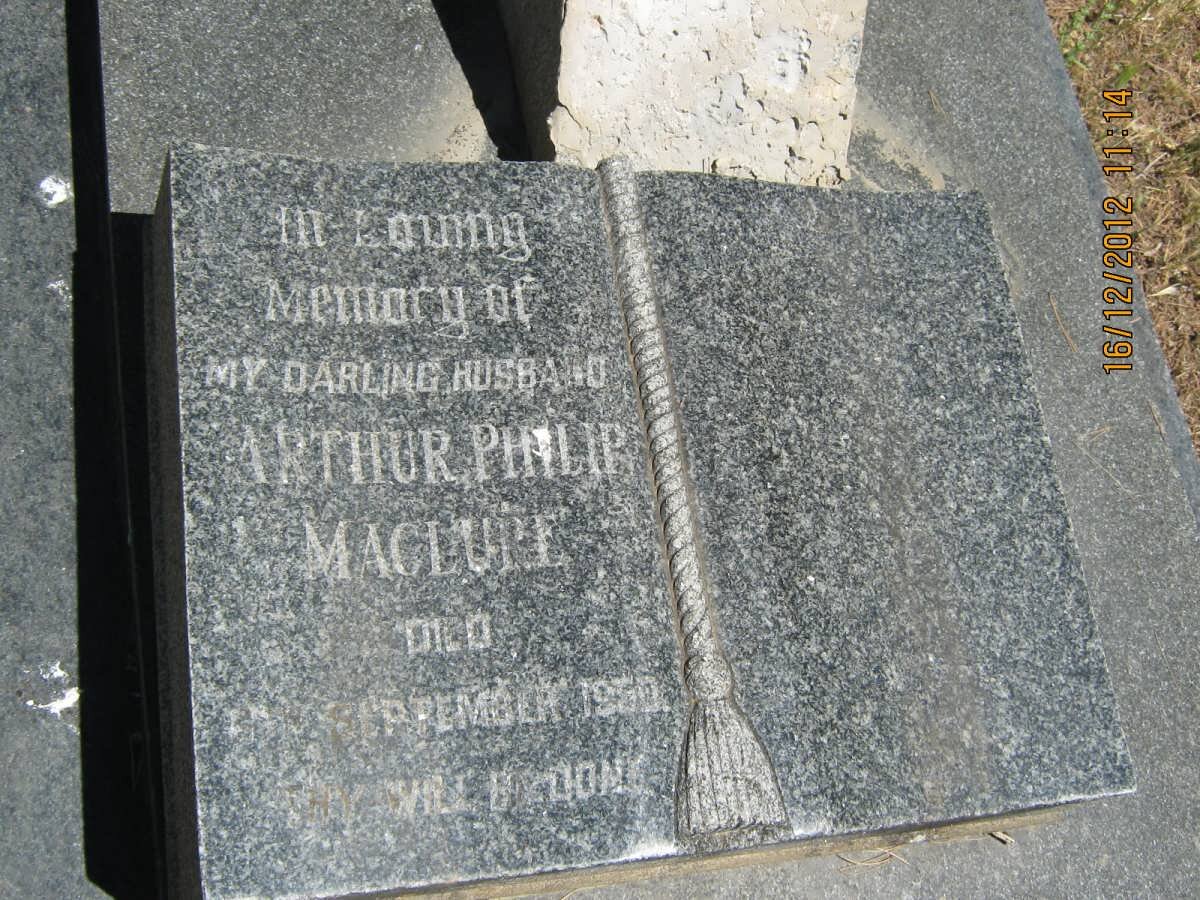 In Loving
Memory of
MY DARLING HUSBAND
ARTHUR PHILIP
MACLURE
DIED
SEPTEMBER
THY WILL BE DONE
16/12/2012 11:14